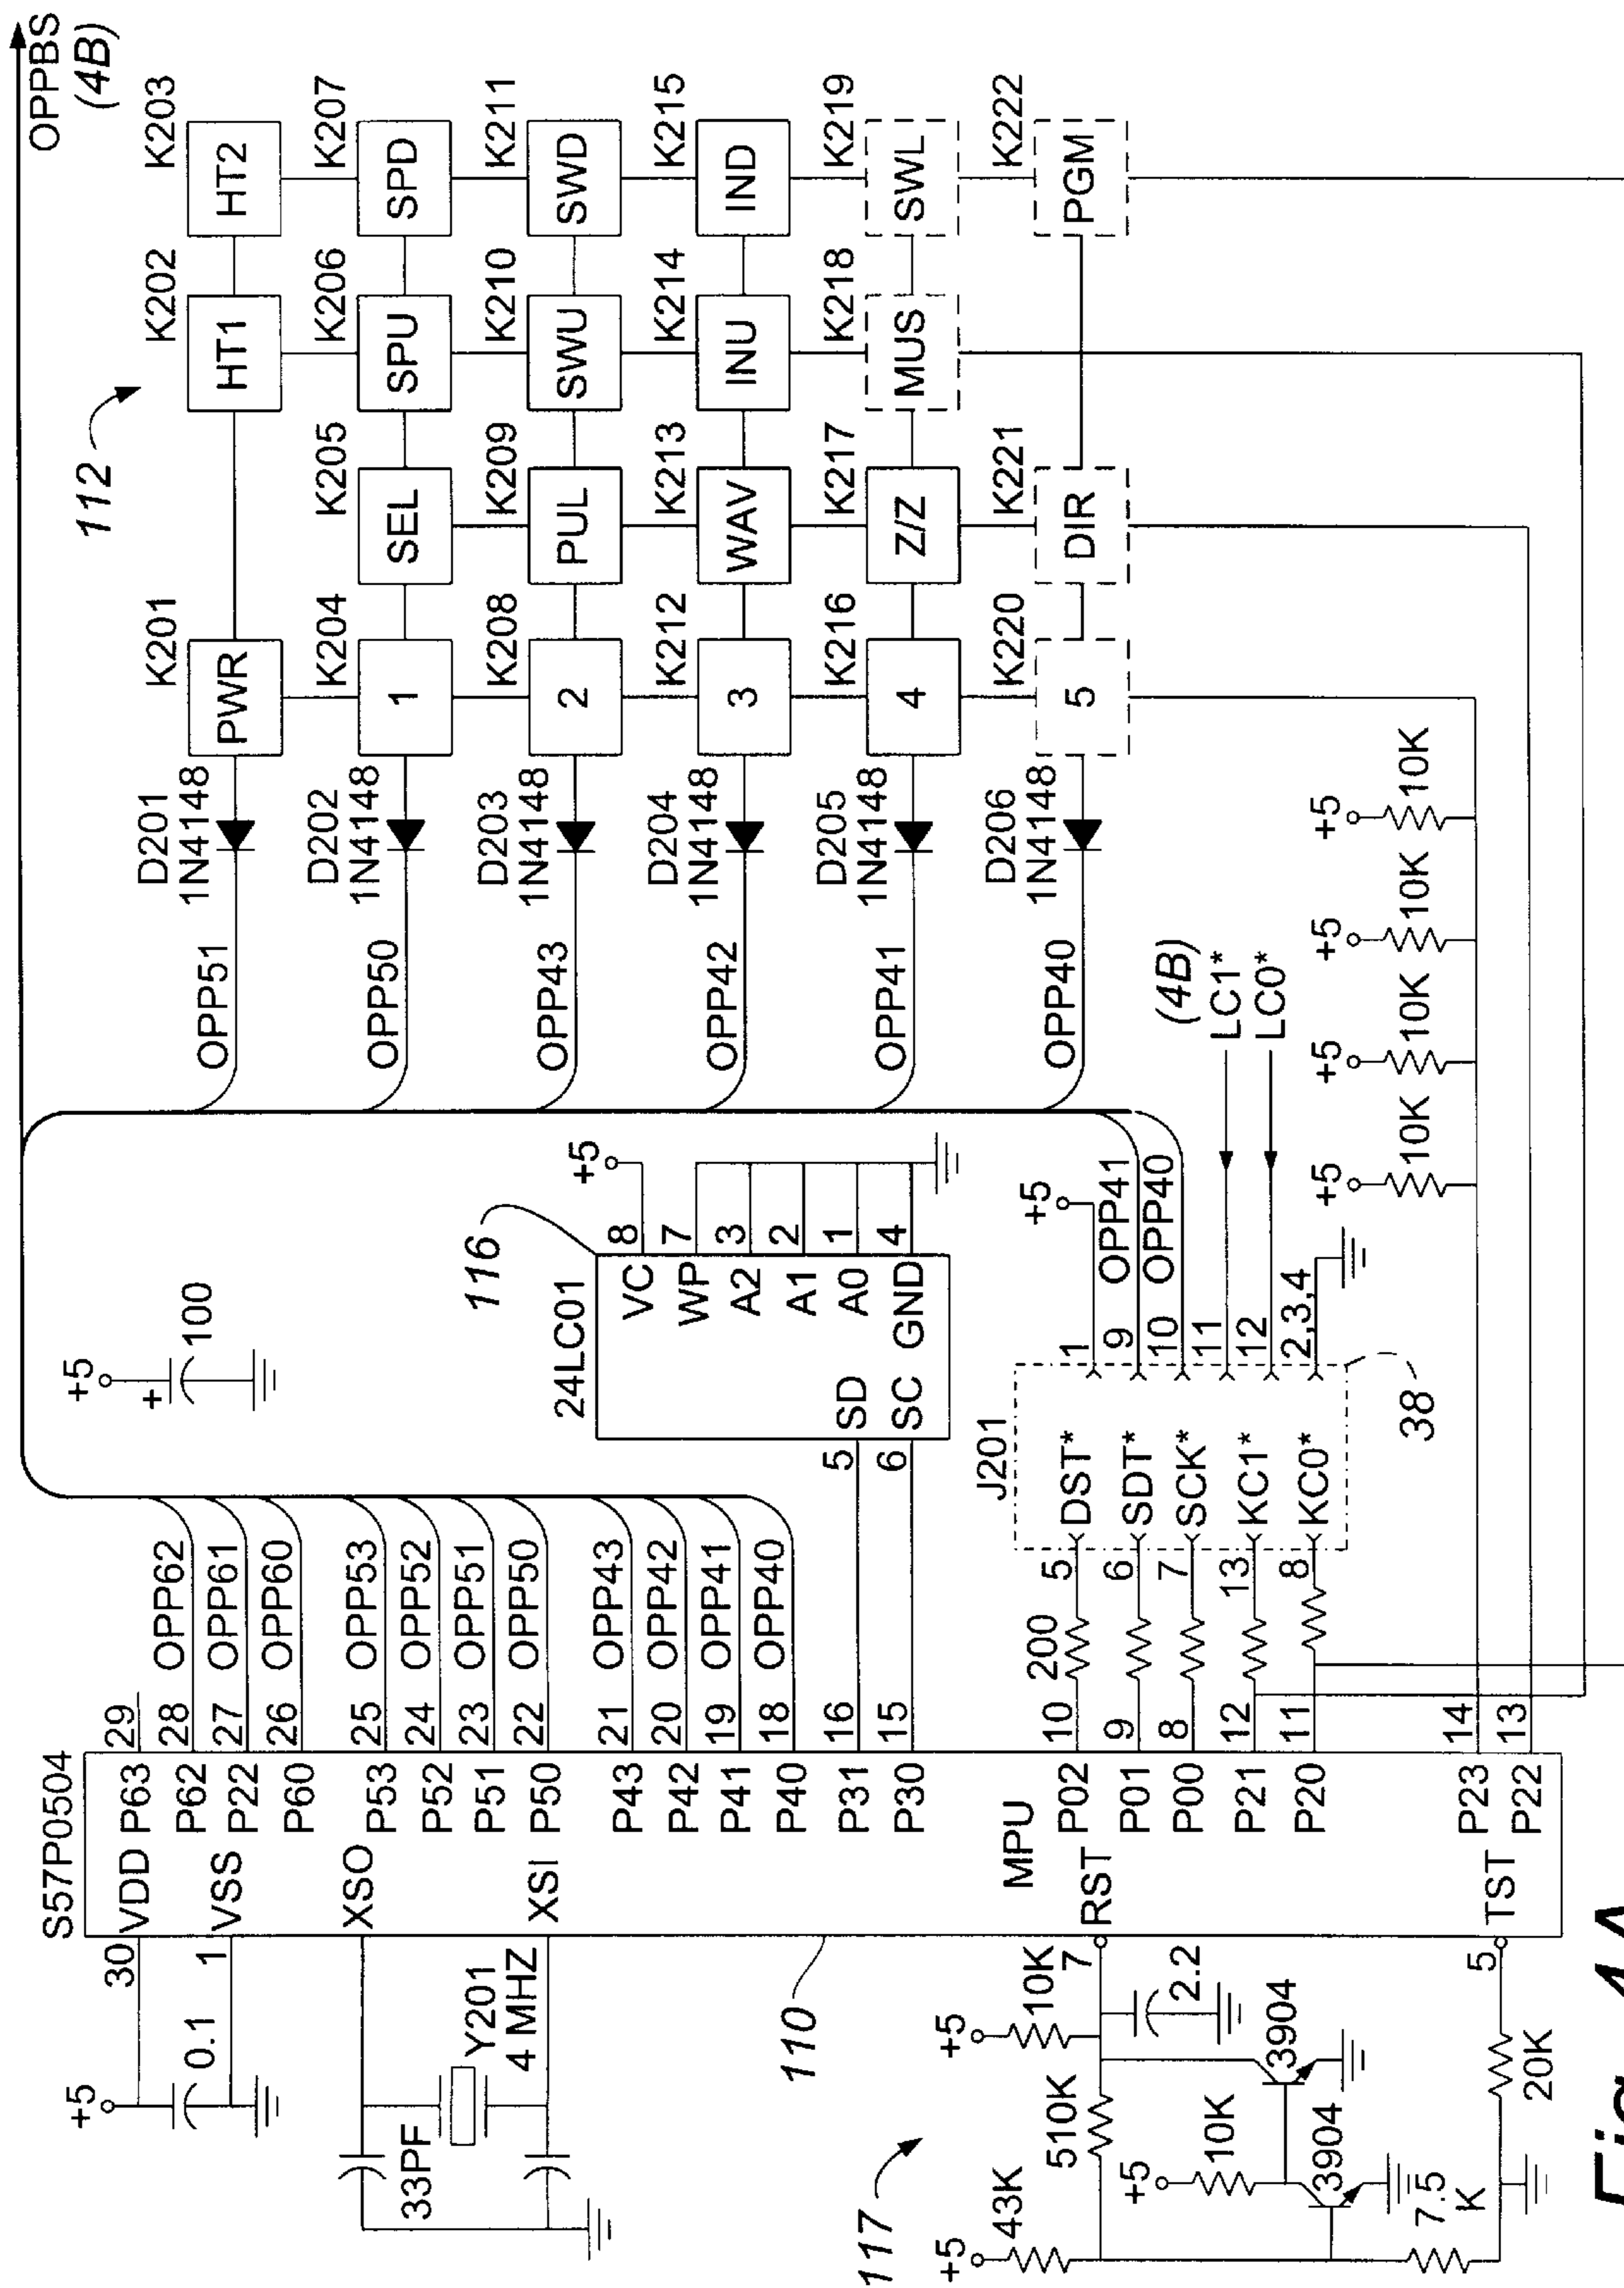 OPPBS
(4B)
112
K201
K202
K203
PWR
HT1
HT2
D201
1N4148
OPP51
K204
K205
K206
K207
1
SEL
SPU
SPD
D202
1N4148
OPP50
K208
K209
K210
K211
2
PUL
SWU
SWD
D203
1N4148
OPP43
K212
K213
K214
K215
3
WAV
INU
IND
D204
1N4148
OPP42
K216
K217
K218
K219
4
Z/Z
MUS
SWL
D205
1N4148
OPP41
K220
K221
K222
5
DIR
PGM
D206
1N4148
OPP40
+5
+
100
116
24LC01
+5
VC 8
WP 7
A2 3
A1 2
A0 1
GND 4
5 SD
6 SC
S57P0504
VDD P63 29
P62 28 OPP62
VSS P22 27 OPP61
P60 26 OPP60
XSO P53 25 OPP53
P52 24 OPP52
P51 23 OPP51
XSI P50 22 OPP50
P43 21 OPP43
P42 20 OPP42
P41 19 OPP41
P40 18 OPP40
P31 16
P30 15
MPU
P02 10 200 5 DST*
RST P01 9 6 SDT*
P00 8 7 SCK*
P21 12 13 KC1*
P20 11 8 KC0*
P23 14
TST P22 13
J201
+5
1
9 OPP41
10 OPP40
11
12
2,3,4
38
(4B)
LC1*
LC0*
+5 10K
+5 10K
+5 10K
+5 10K
30
1
+5
0.1
33PF
Y201
4 MHZ
110
117
+5
43K
510K
+5
10K
7
2.2
+5
10K
3904
3904
7.5
K
20K
5
Fig. 4A